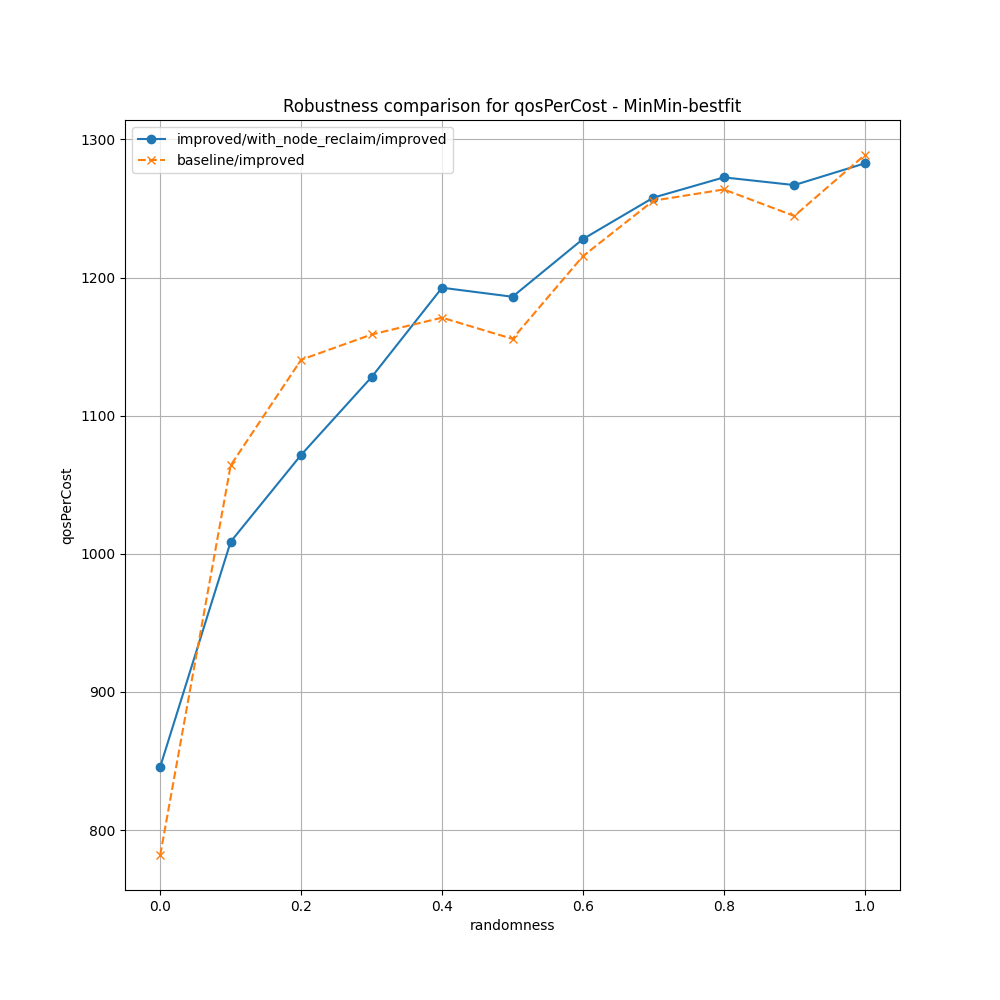 Robustness comparison for qosPerCost - MinMin-bestfit
improved/with_node_reclaim/improved
baseline/improved
1300
1200
1100
1000
900
800
qosPerCost
0.0 0.2 0.4 0.6 0.8 1.0
randomness